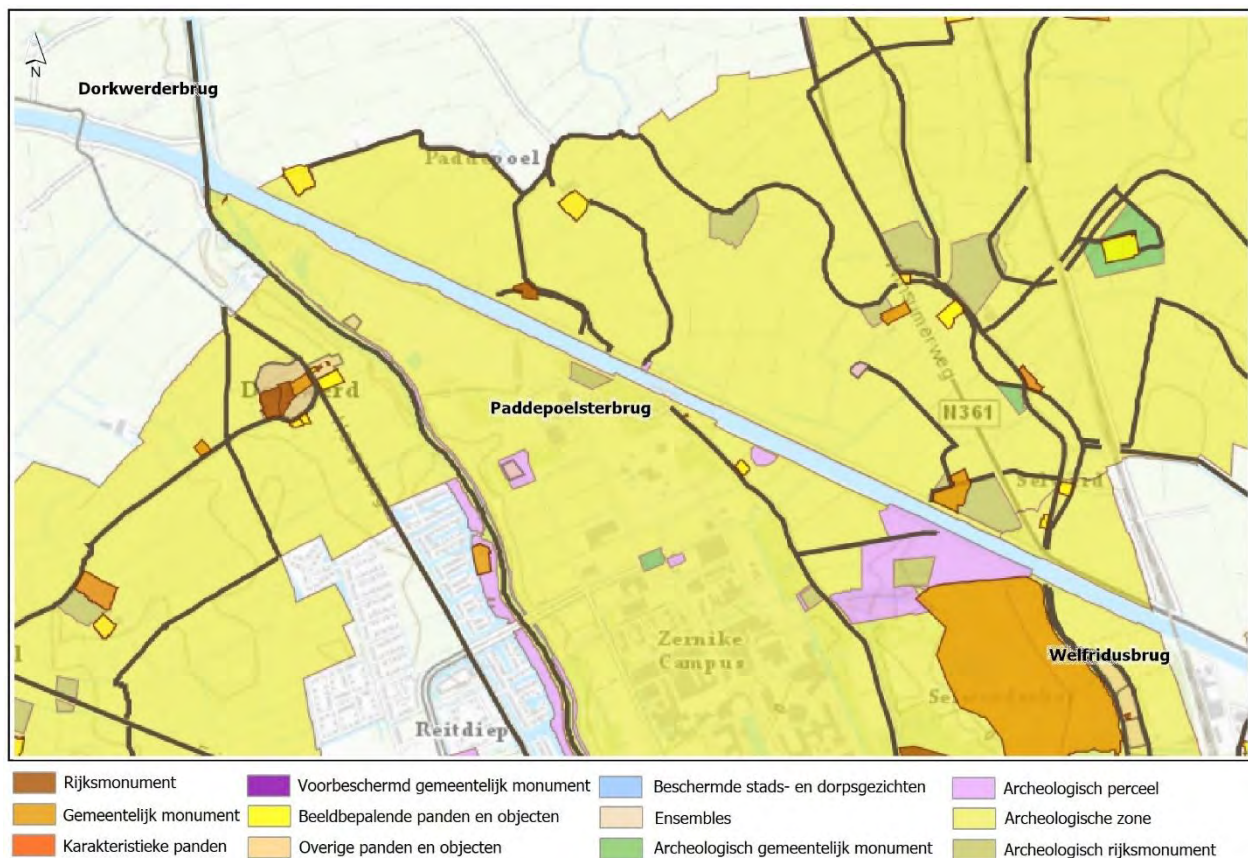 N
Dorkwerderbrug
Paddepoel
Paddepoelsterbrug
N361
Zernike
Campus
Welfridusbrug
Reitdiep
Rijksmonument
Voorbeschermd gemeentelijk monument
Beschermde stads- en dorpsgezichten
Archeologisch perceel
Gemeentelijk monument
Beeldbepalende panden en objecten
Ensembles
Archeologische zone
Karakteristieke panden
Overige panden en objecten
Archeologisch gemeentelijk monument
Archeologisch rijksmonument